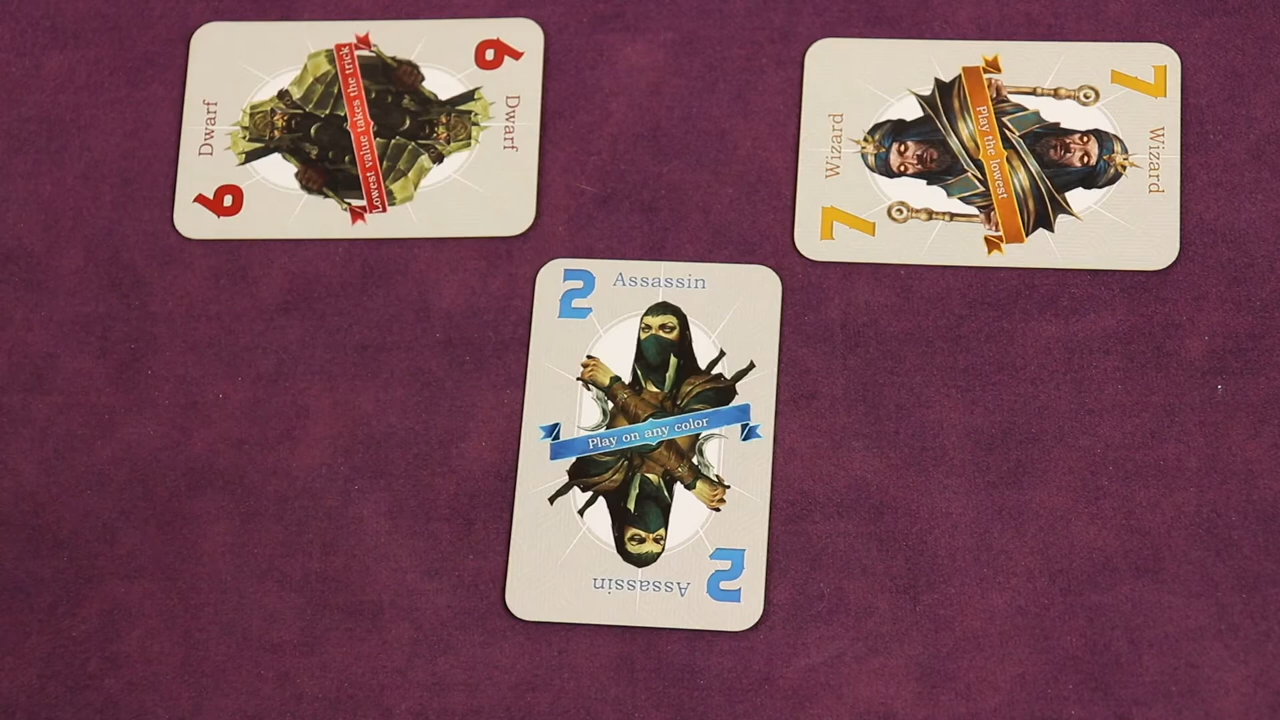 6
Dwarf
Lowest value takes the trick
6
Dwarf
7
Wizard
Play the lowest
7
Wizard
2
Assassin
Play on any color
2
Assassin